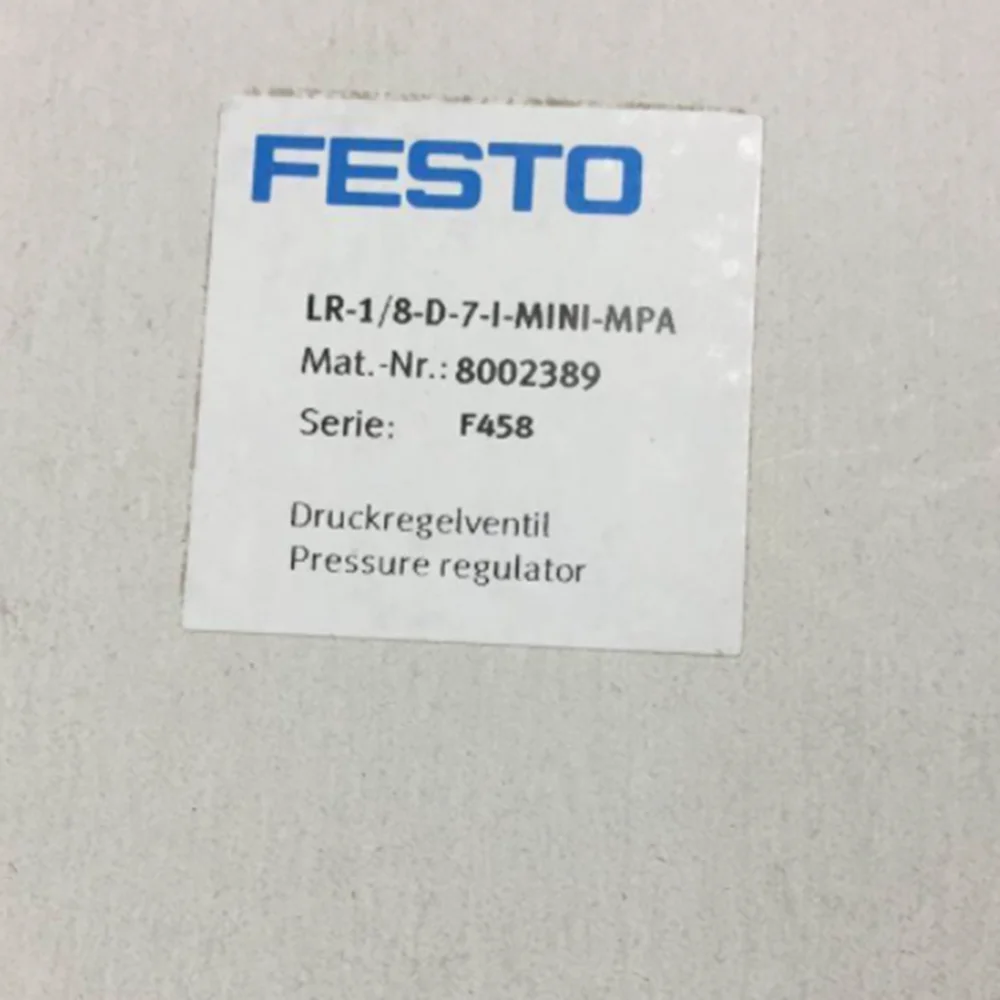 FESTO
LR-1/8-D-7-I-MINI-MPA
Mat.-Nr.: 8002389
Serie: F458
Druckregelventil
Pressure regulator